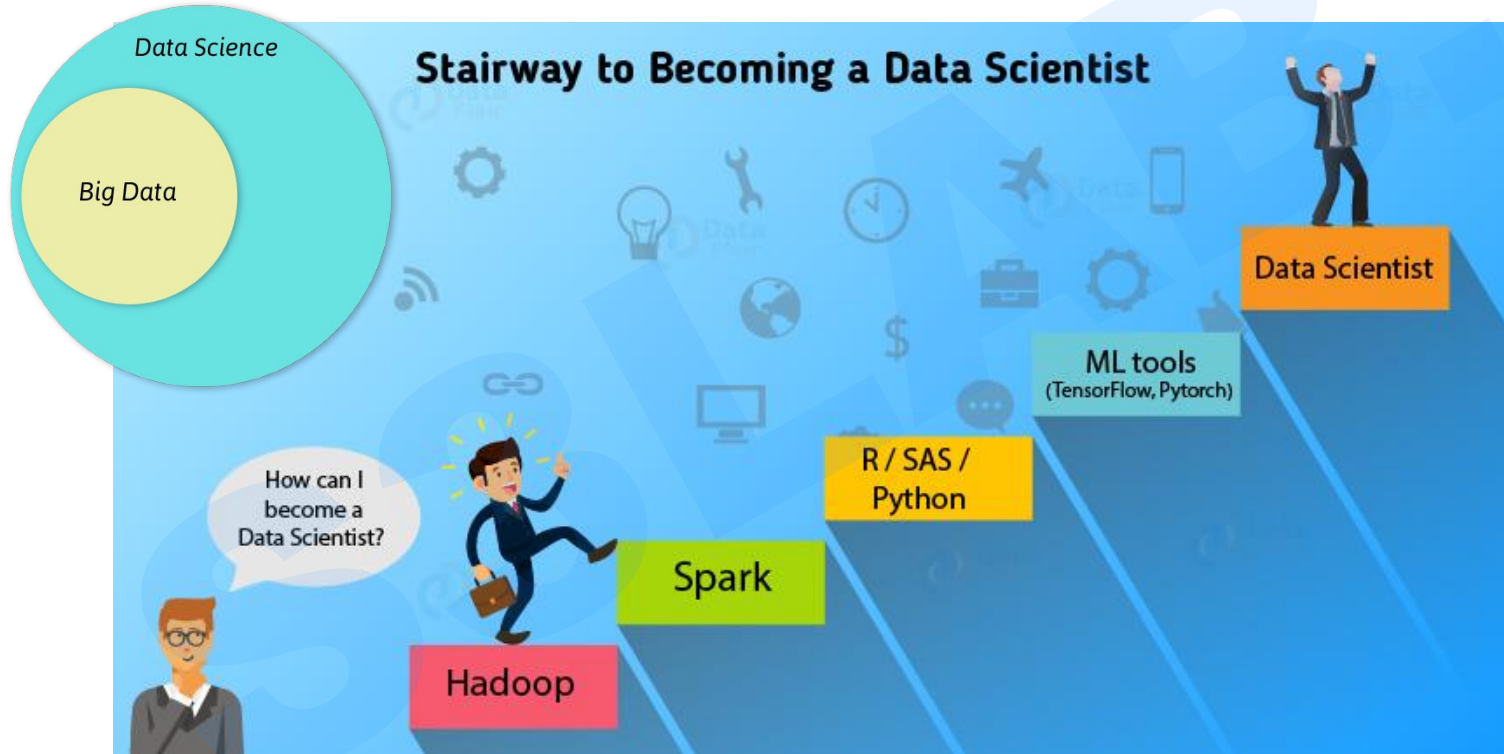 Data Science
Big Data
Stairway to Becoming a Data Scientist
How can I
become a
Data Scientist?
Hadoop
Spark
R / SAS /
Python
ML tools
(TensorFlow, Pytorch)
Data Scientist